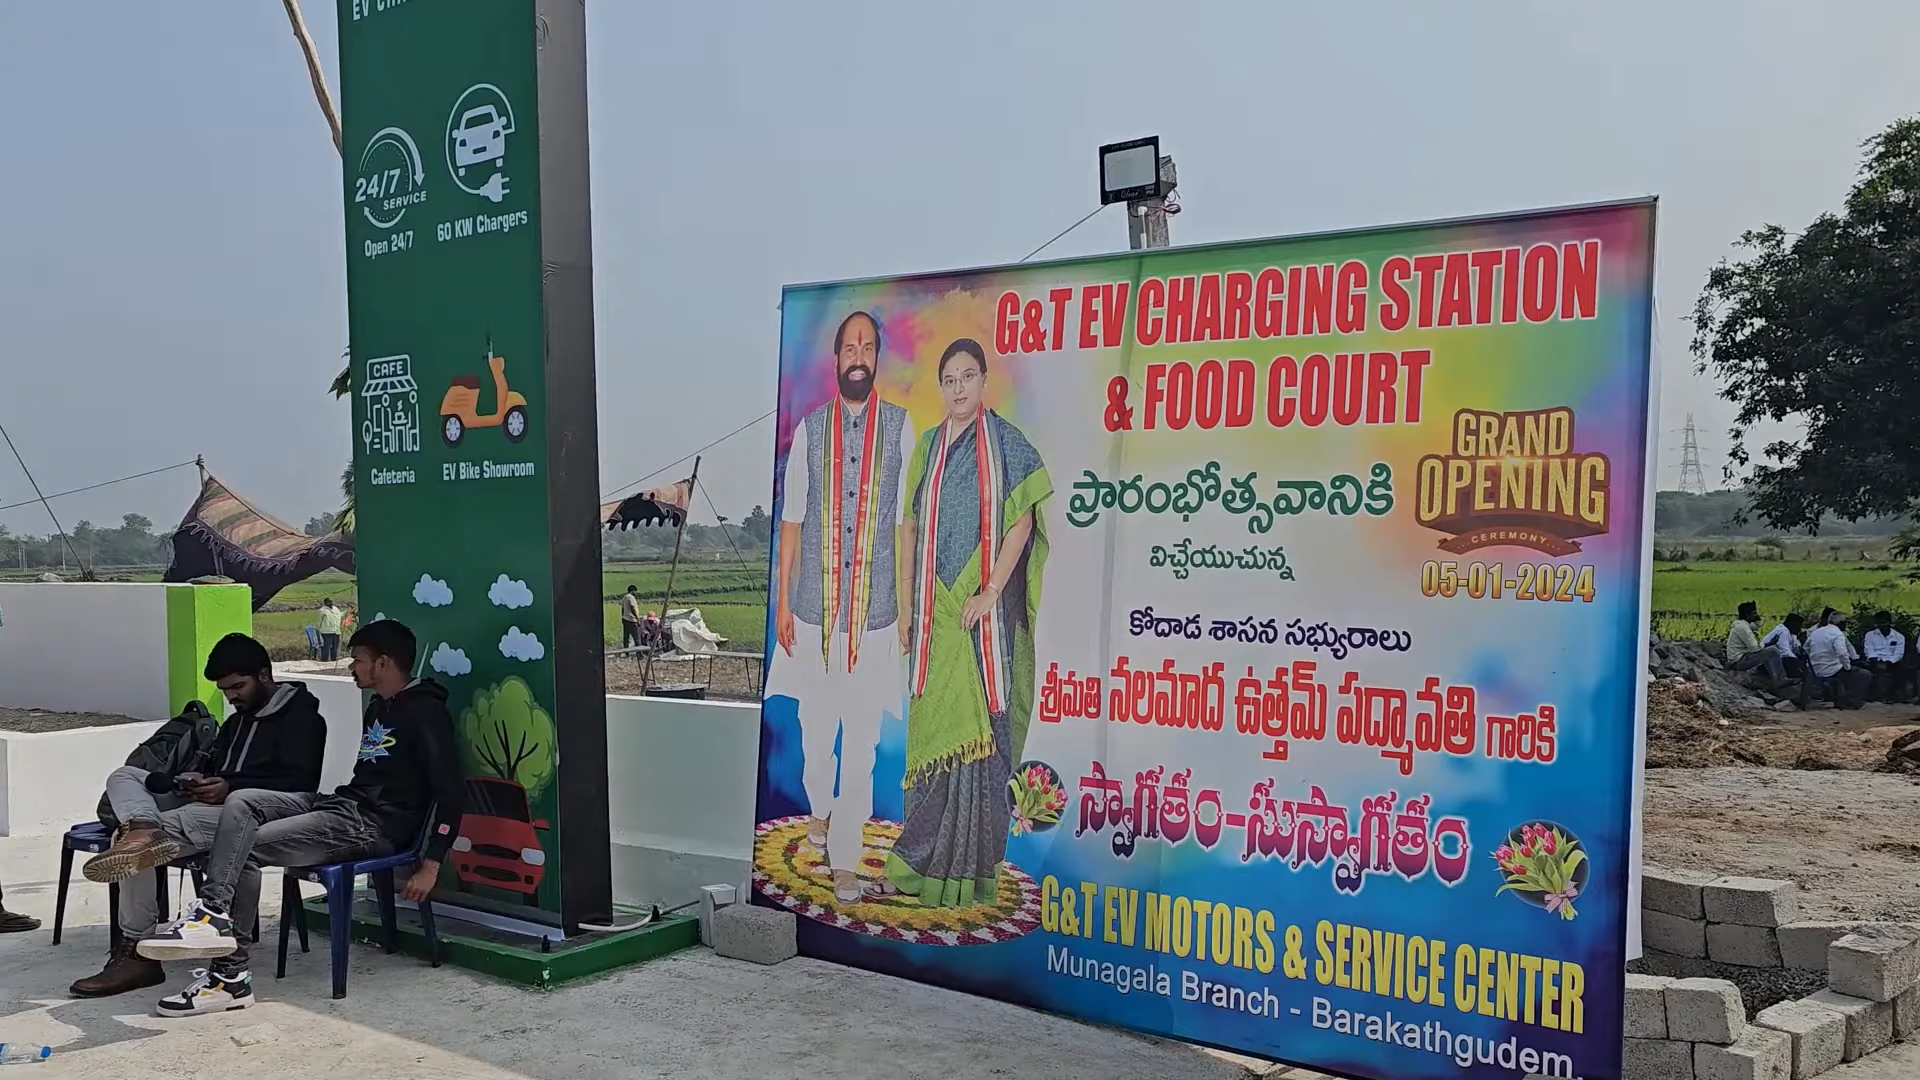 24/7
SERVICE
Open 24/7
60 KW Chargers
CAFE
Cafeteria
EV Bike Showroom
G&T EV CHARGING STATION
& FOOD COURT
ప్రారంభోత్సవానికి
విచ్చేయుచున్న
GRAND
OPENING
CEREMONY
05-01-2024
కోదాడ శాసన సభ్యురాలు
శ్రీమతి నలమాద ఉత్తమ్ పద్మావతి గారికి
స్వాగతం-సుస్వాగతం
G&T EV MOTORS & SERVICE CENTER
Munagala Branch - Barakathgudem.